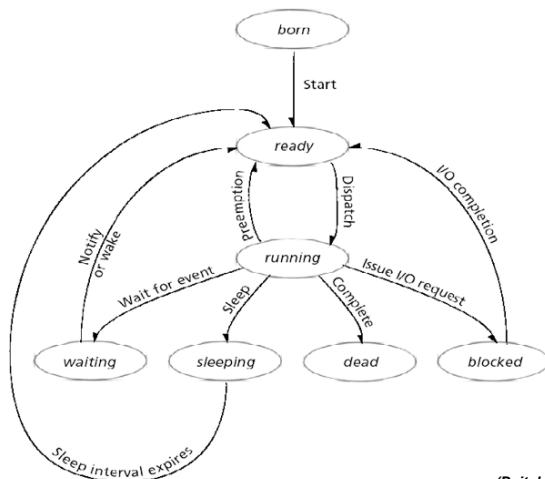 born
Start
ready
Preemption
Dispatch
I/O completion
Notify
or wake
running
Wait for event
Sleep
Complete
Issue I/O request
waiting
sleeping
dead
blocked
Sleep interval expires